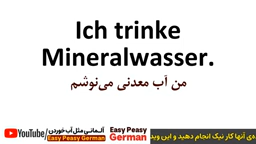 Ich trinke
Mineralwasser.
من آب معدنی می‌نوشم
YouTube/آلمانی مثل آب خوردن
Easy Peasy German
Easy Peasy
German
ه‌ی آنها کار نیک انجام دهید و این وید